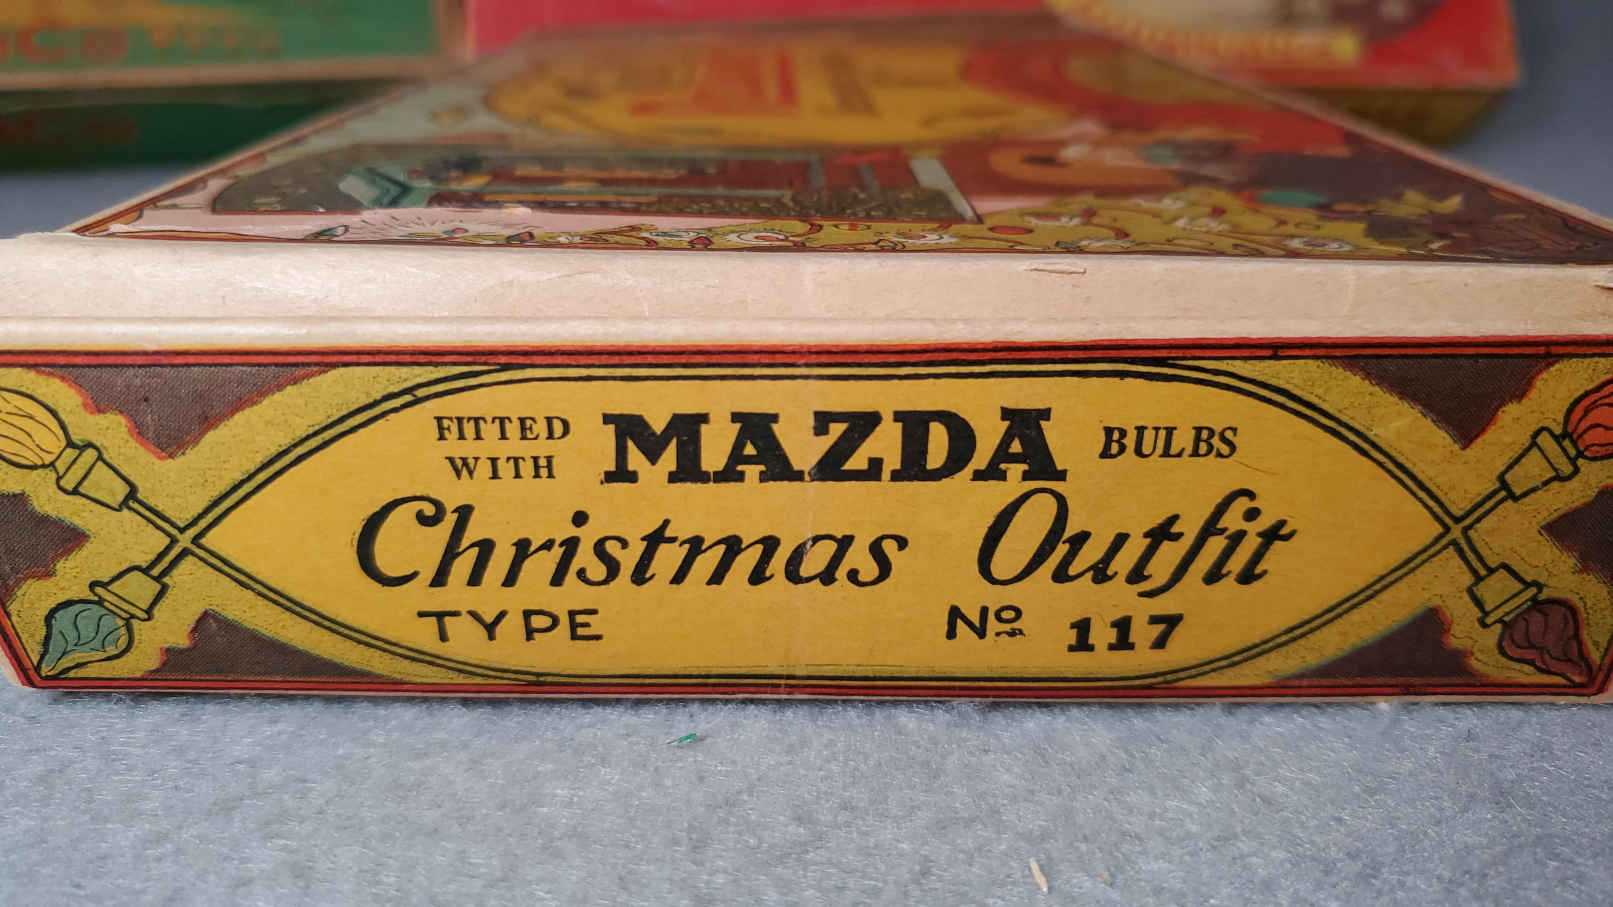 FITTED WITH MAZDA BULBS
Christmas Outfit
TYPE Nº 117